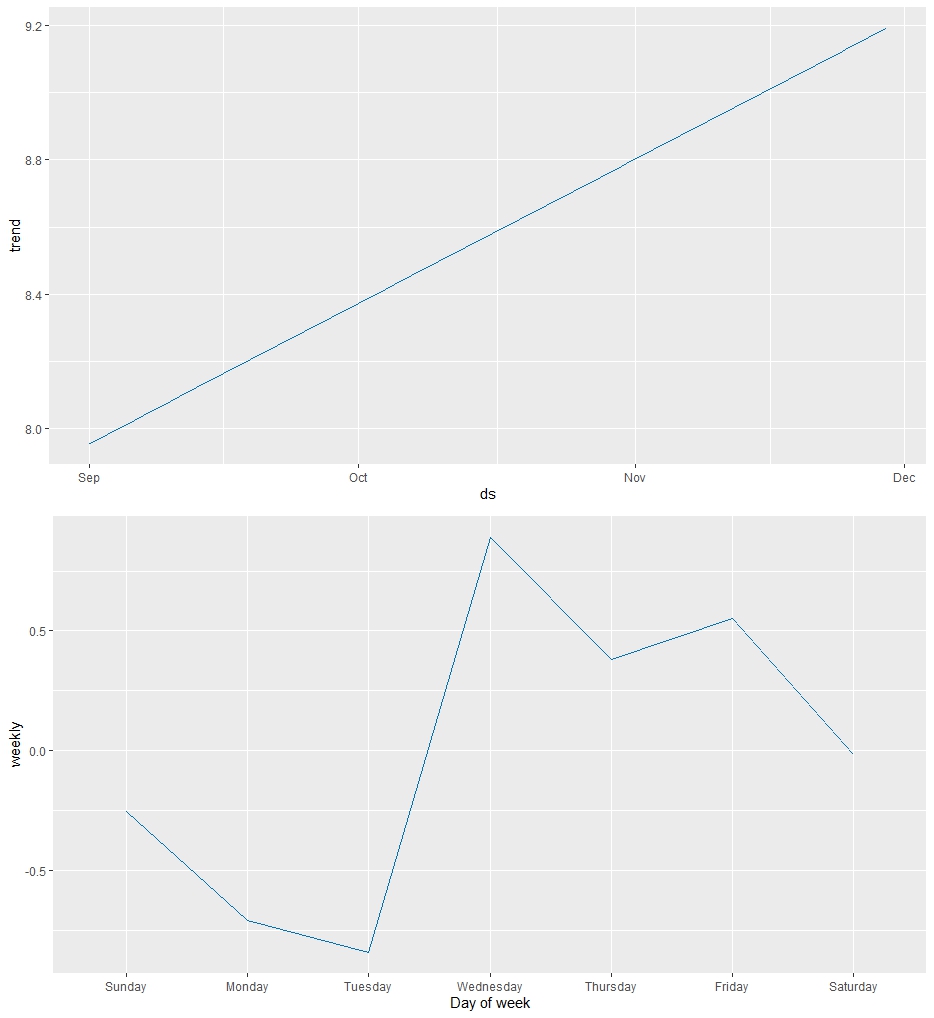 9.2
8.8
8.4
8.0
trend
Sep Oct Nov Dec
ds
0.5
0.0
-0.5
weekly
Sunday Monday Tuesday Wednesday Thursday Friday Saturday
Day of week